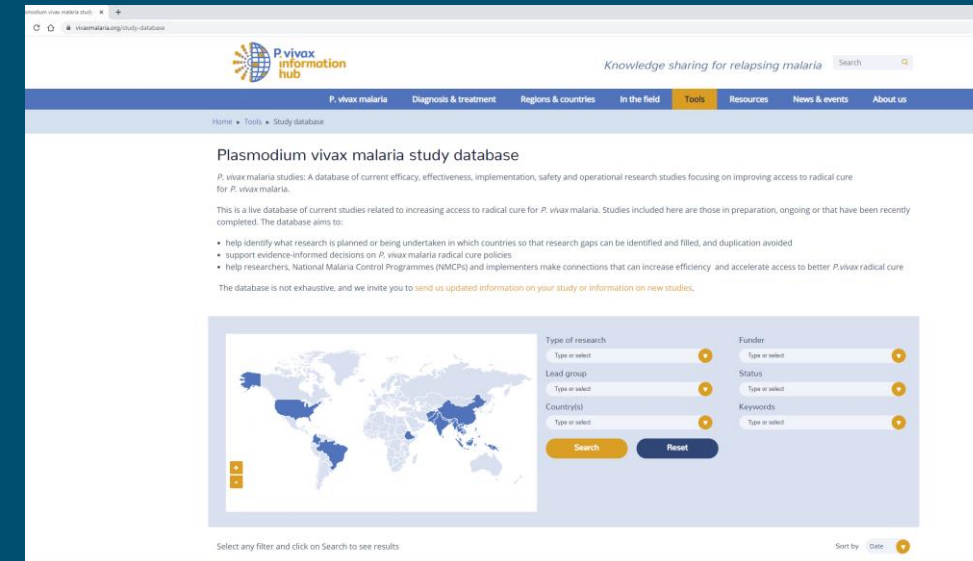 Plasmodium vivax malaria study
vivaxmalaria.org/study-database
P. vivax
information
hub
Knowledge sharing for relapsing malaria
Search
P. vivax malaria Diagnosis & treatment Regions & countries In the field Tools Resources News & events About us
Home • Tools • Study database
Plasmodium vivax malaria study database
P. vivax malaria studies: A database of current efficacy, effectiveness, implementation, safety and operational research studies focusing on improving access to radical cure
for P. vivax malaria.
This is a live database of current studies related to increasing access to radical cure for P. vivax malaria. Studies included here are those in preparation, ongoing or that have been recently
completed. The database aims to:
• help identify what research is planned or being undertaken in which countries so that research gaps can be identified and filled, and duplication avoided
• support evidence-informed decisions on P. vivax malaria radical cure policies
• help researchers, National Malaria Control Programmes (NMCPs) and implementers make connections that can increase efficiency and accelerate access to better P.vivax radical cure
The database is not exhaustive, and we invite you to send us updated information on your study or information on new studies.
Type of research Funder
Type or select Type or select
Lead group Status
Type or select Type or select
Country(s) Keywords
Type or select Type or select
Search Reset
+
-
Select any filter and click on Search to see results Sort by Date